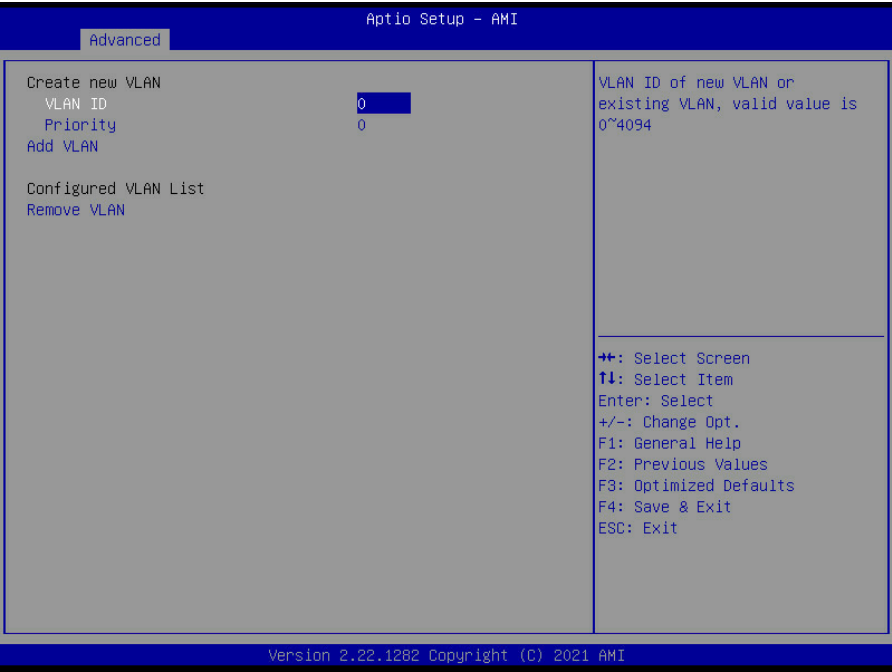 Aptio Setup – AMI
Advanced
Create new VLAN
VLAN ID 0
Priority 0
Add VLAN
Configured VLAN List
Remove VLAN
VLAN ID of new VLAN or
existing VLAN, valid value is
0~4094
→←: Select Screen
↑↓: Select Item
Enter: Select
+/-: Change Opt.
F1: General Help
F2: Previous Values
F3: Optimized Defaults
F4: Save & Exit
ESC: Exit
Version 2.22.1282 Copyright (C) 2021 AMI